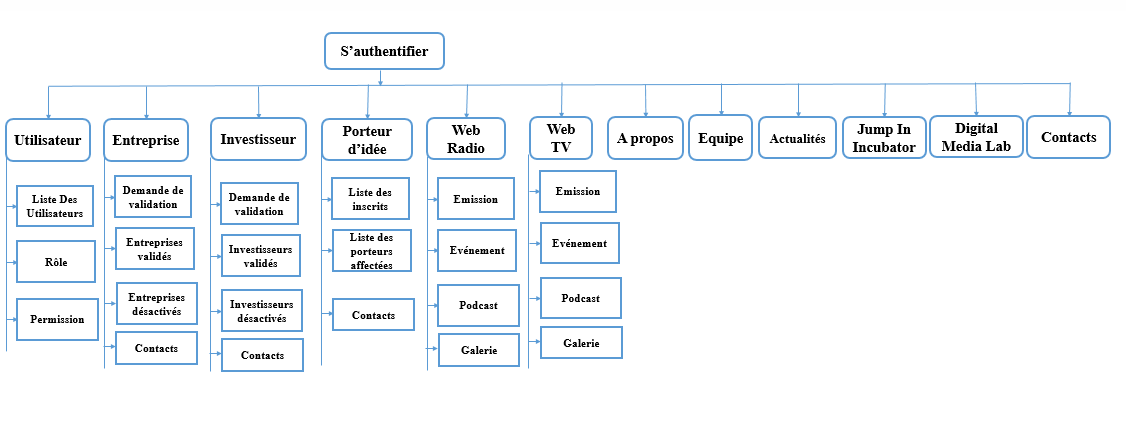 S'authentifier
Utilisateur
Entreprise
Investisseur
Porteur
d'idée
Web
Radio
Web
TV
A propos
Equipe
Actualités
Jump In
Incubator
Digital
Media Lab
Contacts
Liste Des
Utilisateurs
Rôle
Permission
Demande de
validation
Entreprises
validés
Entreprises
désactivés
Contacts
Demande de
validation
Investisseurs
validés
Investisseurs
désactivés
Contacts
Liste des
inscrits
Liste des
porteurs
affectées
Contacts
Emission
Evénement
Podcast
Galerie
Emission
Evénement
Podcast
Galerie